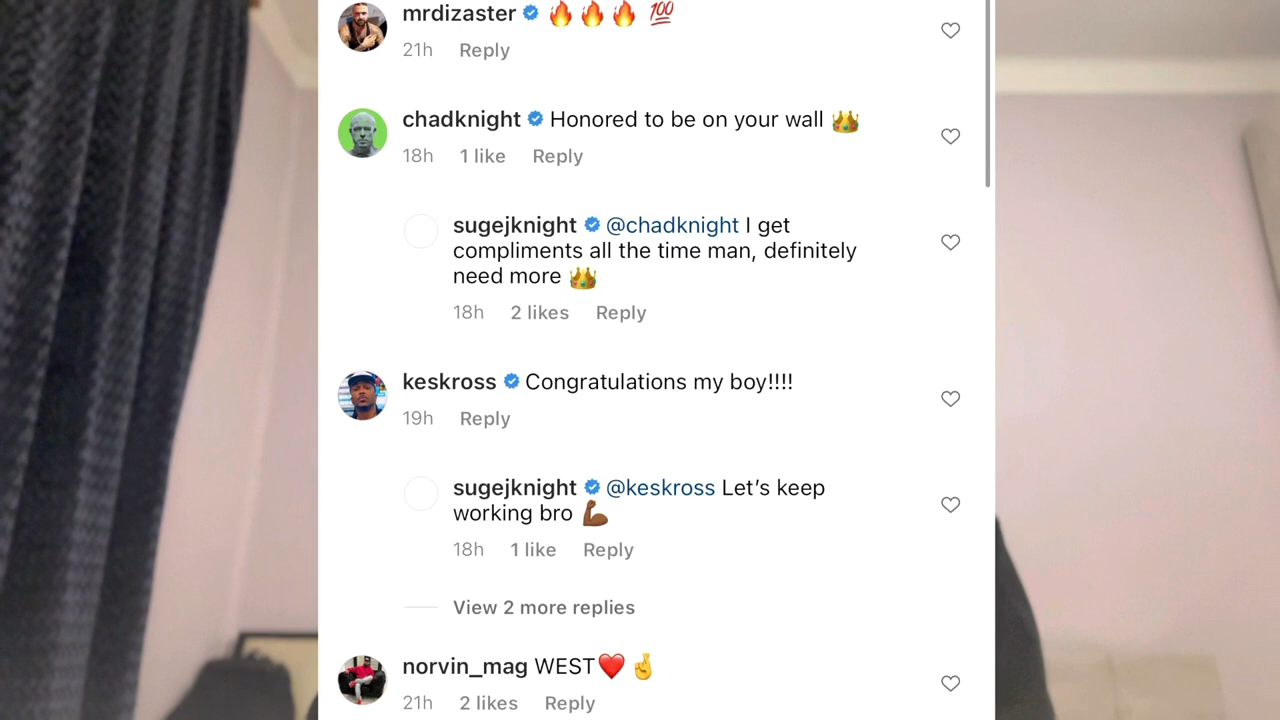 mrdizaster 🔥🔥🔥 💯
21h Reply
chadknight Honored to be on your wall 👑
18h 1 like Reply
sugejknight @chadknight I get
compliments all the time man, definitely
need more 👑
18h 2 likes Reply
keskross Congratulations my boy!!!!
19h Reply
sugejknight @keskross Let’s keep
working bro 💪🏾
18h 1 like Reply
View 2 more replies
norvin_mag WEST❤️🤞
21h 2 likes Reply